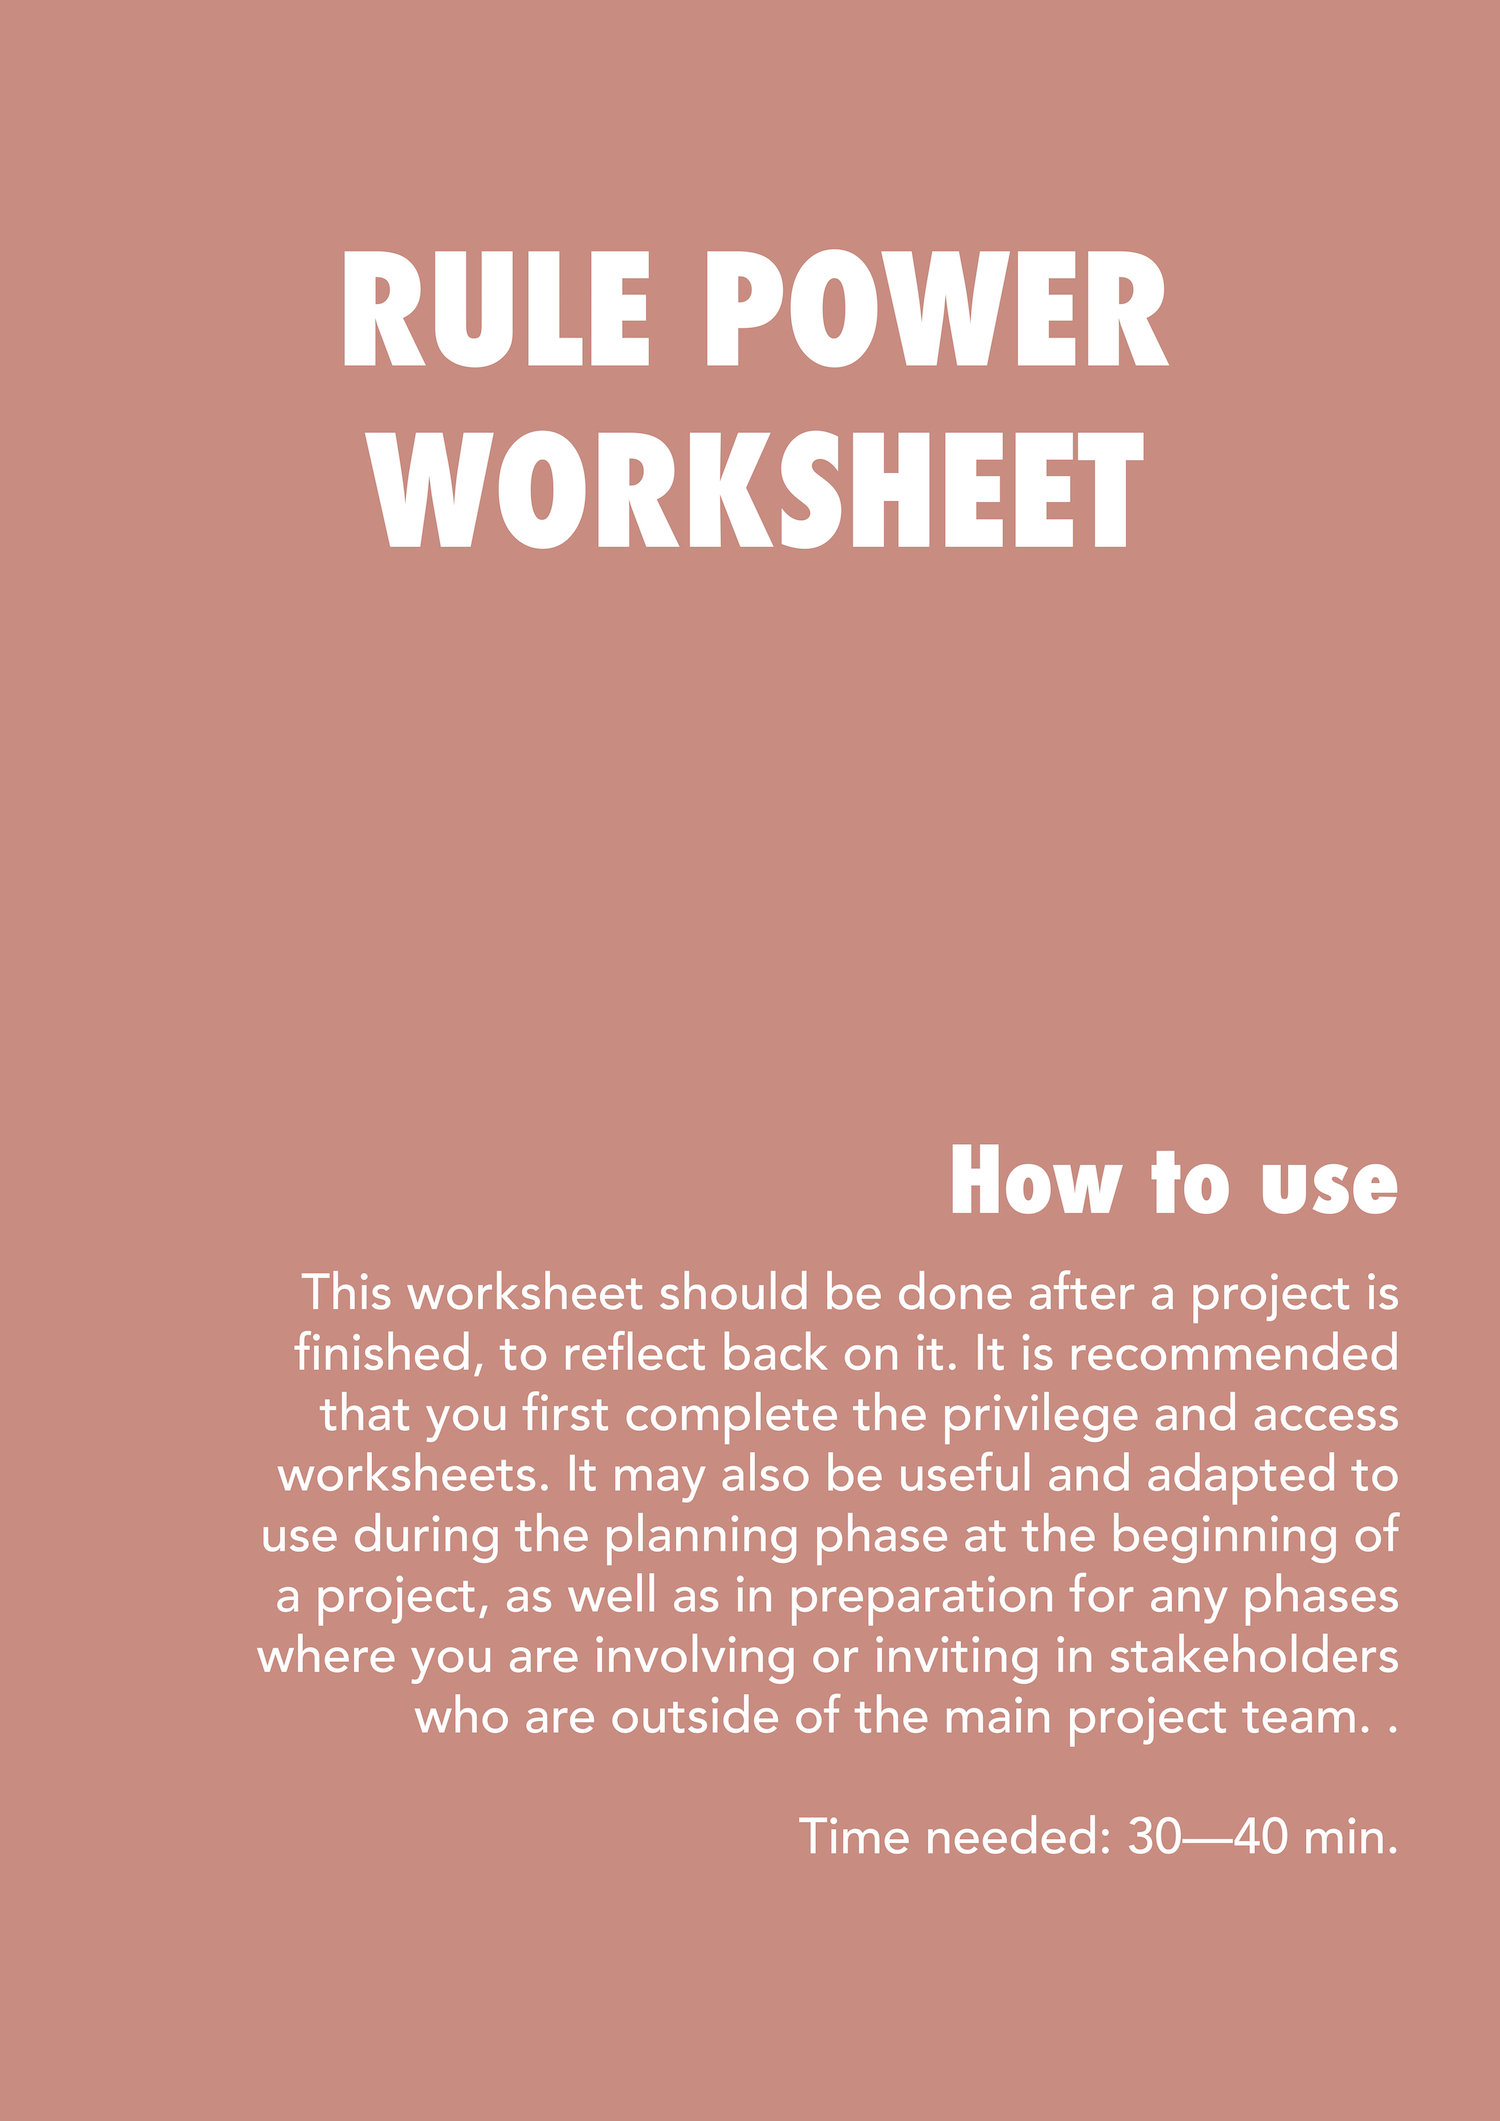 RULE POWER
WORKSHEET
How to use
This worksheet should be done after a project is
finished, to reflect back on it. It is recommended
that you first complete the privilege and access
worksheets. It may also be useful and adapted to
use during the planning phase at the beginning of
a project, as well as in preparation for any phases
where you are involving or inviting in stakeholders
who are outside of the main project team. .
Time needed: 30—40 min.